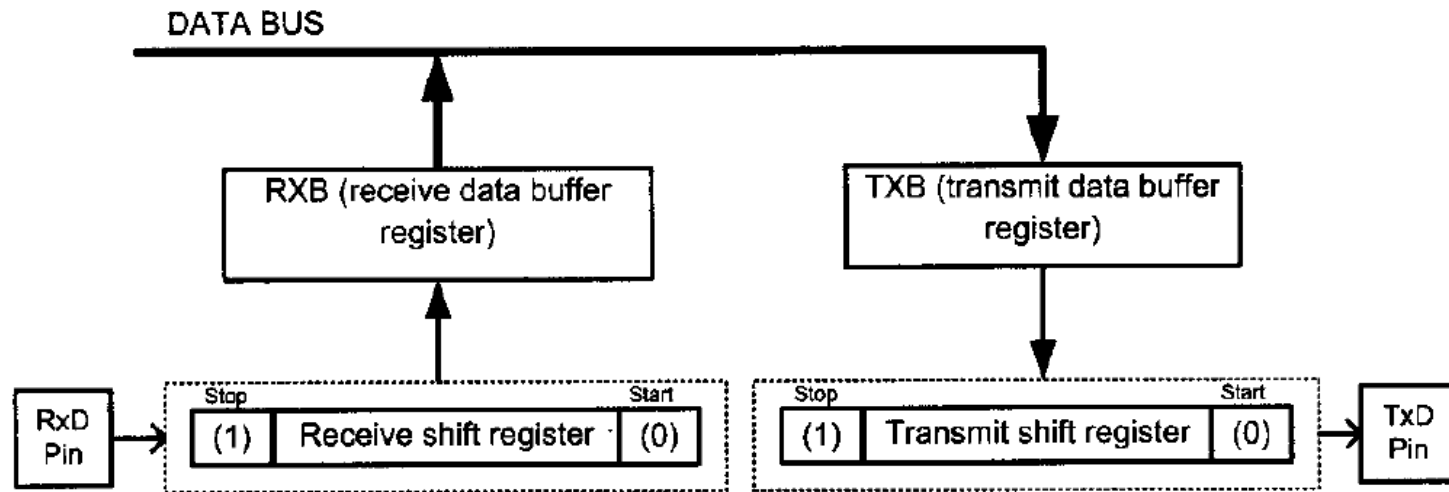 DATA BUS
RXB (receive data buffer
register)
TXB (transmit data buffer
register)
RxD
Pin
Stop
Start
(1)
Receive shift register
(0)
Stop
Start
(1)
Transmit shift register
(0)
TxD
Pin